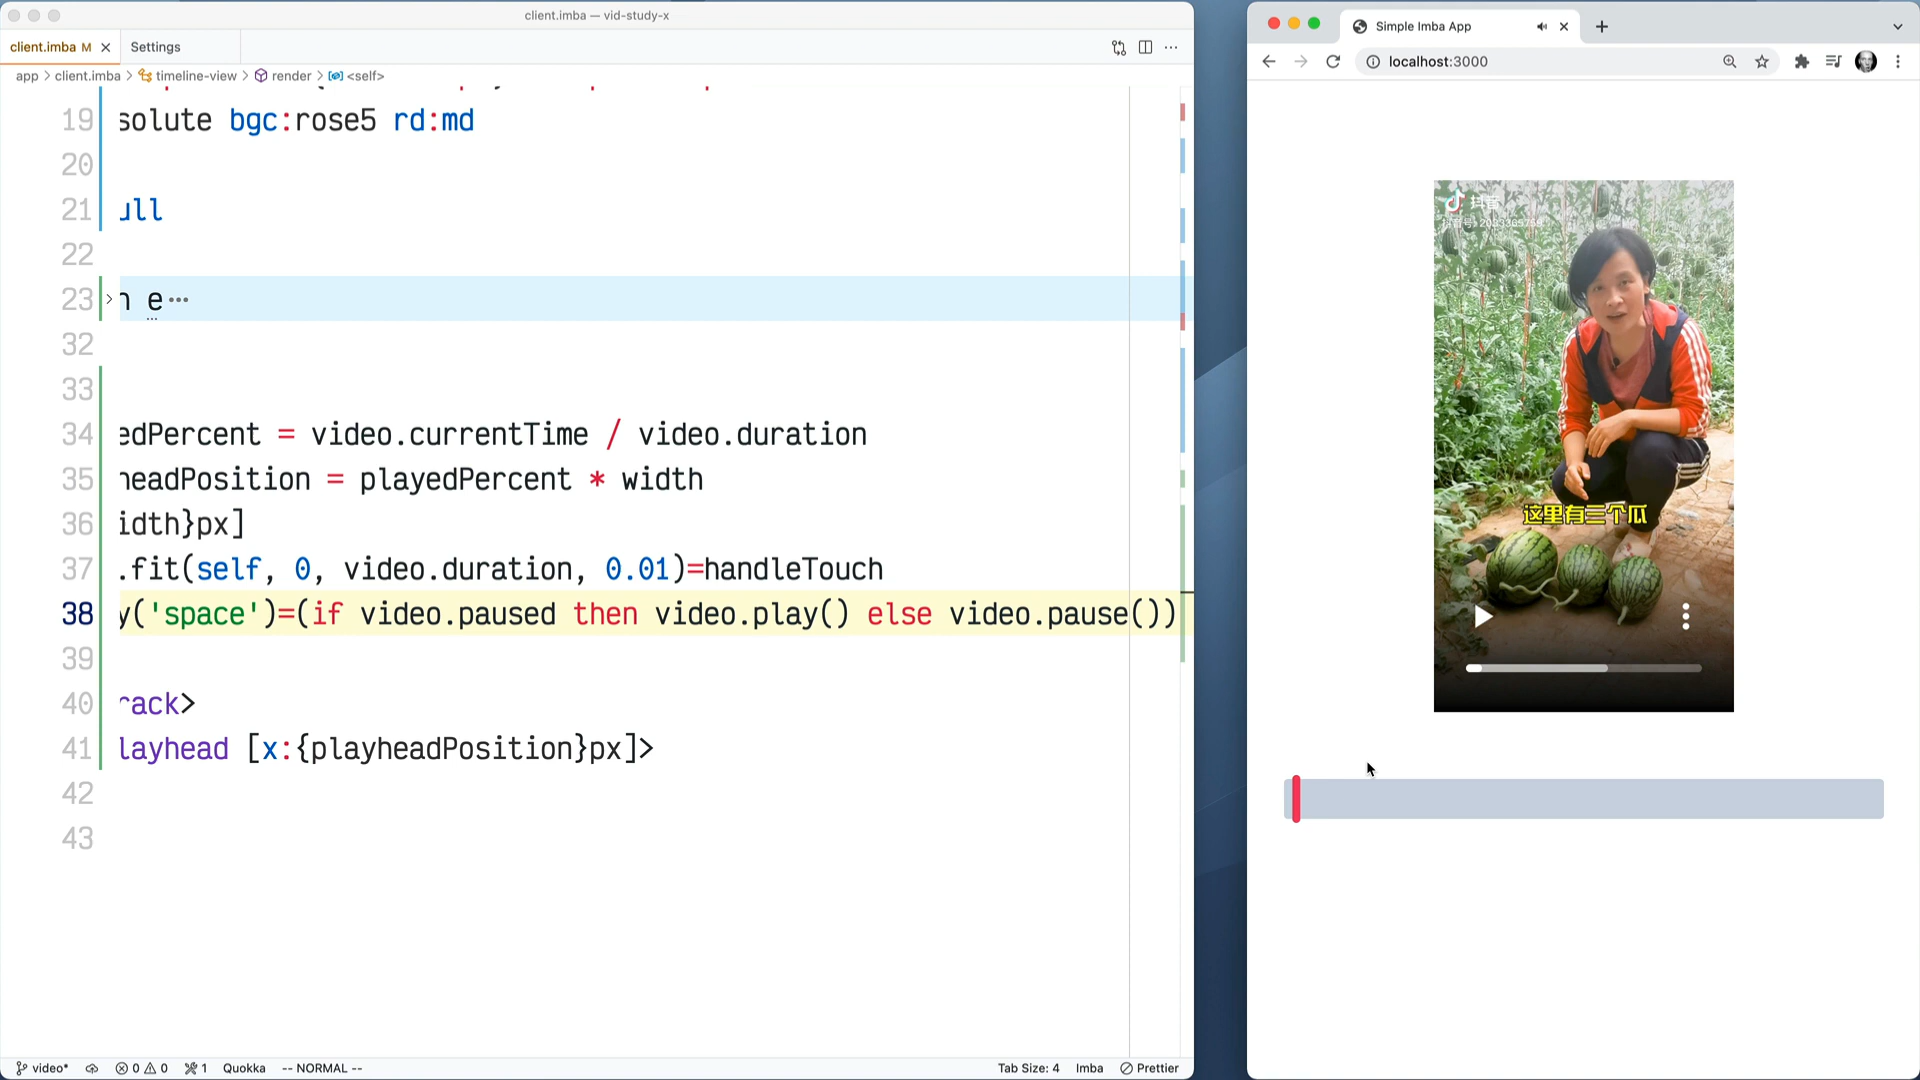 client.imba — vid-study-x
client.imba M
Settings
app > client.imba > timeline-view > render > <self>
19 solute bgc:rose5 rd:md
20
21 ull
22
23 n e
32
33
34 edPercent = video.currentTime / video.duration
35 headPosition = playedPercent * width
36 idth}px]
37 .fit(self, 0, video.duration, 0.01)=handleTouch
38 y('space')=(if video.paused then video.play() else video.pause())
39
40 rack>
41 layhead [x:{playheadPosition}px]>
42
43
video*
0
0
1
Quokka
-- NORMAL --
Tab Size: 4
Imba
Prettier
Simple Imba App
localhost:3000
抖音
这里有三个瓜